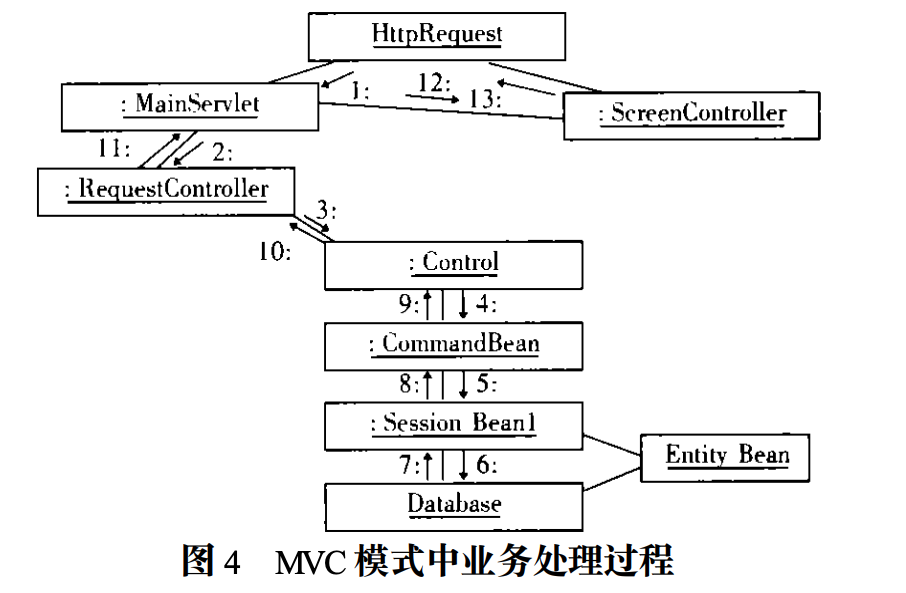 HttpRequest
1:
12:
13:
: MainServlet
: ScreenController
11:
2:
: RequestController
3:
10:
: Control
9:
4:
: CommandBean
8:
5:
: Session Bean1
7:
6:
Entity Bean
Database
图 4 MVC 模式中业务处理过程